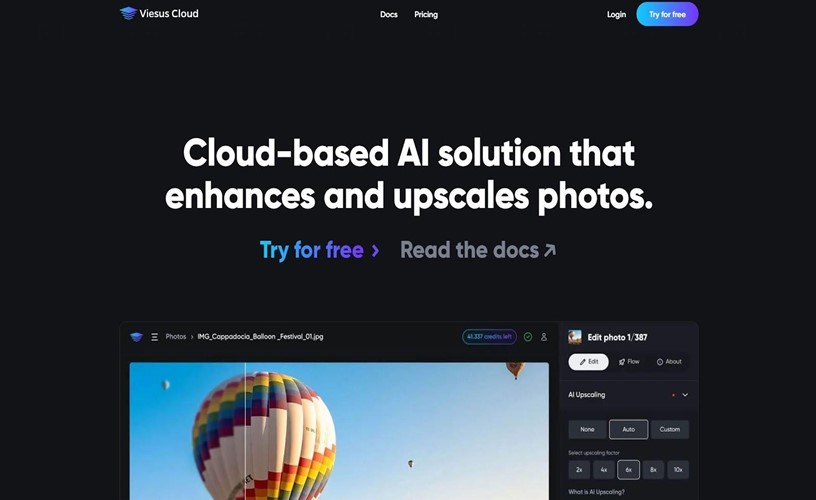 Viesus Cloud
Docs Pricing
Login Try for free
Cloud-based AI solution that
enhances and upscales photos.
Try for free › Read the docs ↗
Photos › IMG_Cappadocia_Balloon _Festival_01.jpg
41.337 credits left
Edit photo 1/387
Edit Flow About
AI Upscaling
None Auto Custom
Select upscaling factor
2x 4x 6x 8x 10x
What is AI Upscaling?